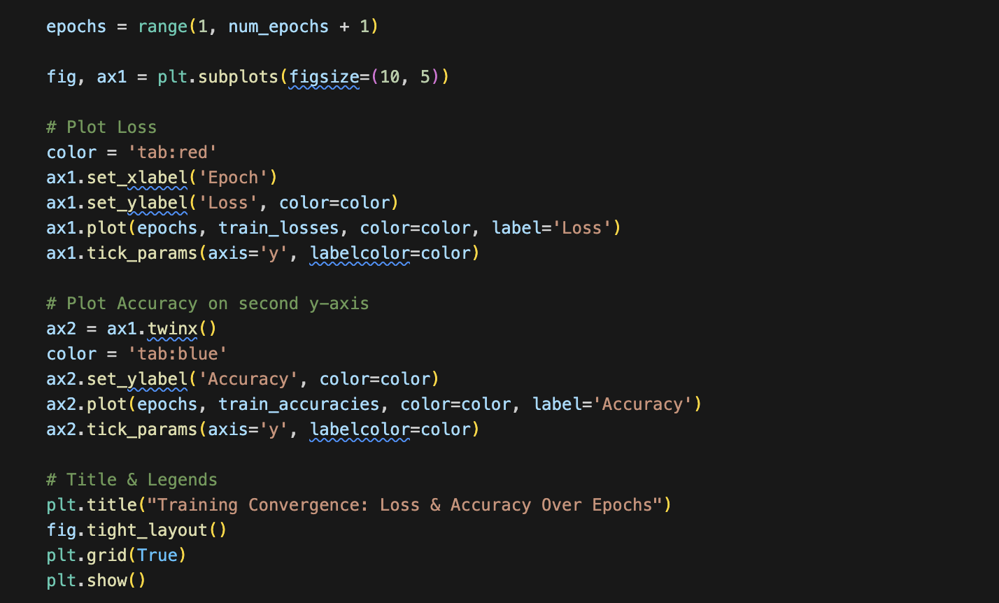 epochs = range(1, num_epochs + 1)
fig, ax1 = plt.subplots(figsize=(10, 5))
# Plot Loss
color = 'tab:red'
ax1.set_xlabel('Epoch')
ax1.set_ylabel('Loss', color=color)
ax1.plot(epochs, train_losses, color=color, label='Loss')
ax1.tick_params(axis='y', labelcolor=color)
# Plot Accuracy on second y-axis
ax2 = ax1.twinx()
color = 'tab:blue'
ax2.set_ylabel('Accuracy', color=color)
ax2.plot(epochs, train_accuracies, color=color, label='Accuracy')
ax2.tick_params(axis='y', labelcolor=color)
# Title & Legends
plt.title("Training Convergence: Loss & Accuracy Over Epochs")
fig.tight_layout()
plt.grid(True)
plt.show()